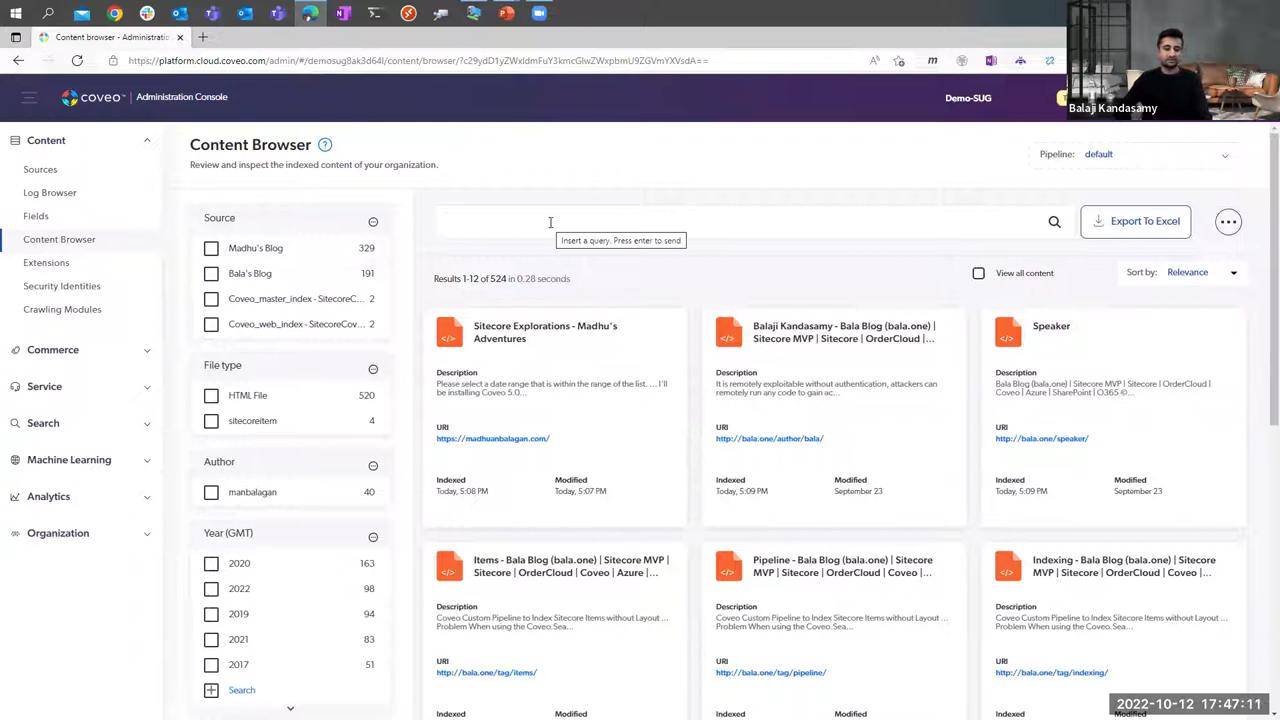 Content browser - Administratio
https://platform.cloud.coveo.com/admin/#/demosug8ak3d64l/content/browser/?c29ydD1yZWxldmFuY3kmcGlwZWxpbmU9ZGVmYXVsdA==
Balaji Kandasamy
coveo™ Administration Console
Demo-SUG
Content
Sources
Log Browser
Fields
Content Browser
Extensions
Security Identities
Crawling Modules
Commerce
Service
Search
Machine Learning
Analytics
Organization
Content Browser
Review and inspect the indexed content of your organization.
Pipeline: default
Source
Madhu's Blog 329
Bala's Blog 191
Coveo_master_index - SitecoreC... 2
Coveo_web_index - SitecoreCov... 2
File type
HTML File 520
sitecoreitem 4
Author
manbalagan 40
Year (GMT)
2020 163
2022 98
2019 94
2021 83
2017 51
Search
Insert a query. Press enter to send
Export To Excel
Results 1-12 of 524 in 0.28 seconds
View all content
Sort by: Relevance
Sitecore Explorations - Madhu's
Adventures
Description
Please select a date range that is within the range of the list. ... I'll
be installing Coveo 5.0...
URI
https://madhuanbalagan.com/
Indexed Modified
Today, 5:08 PM Today, 5:07 PM
Balaji Kandasamy - Bala Blog (bala.one) |
Sitecore MVP | Sitecore | OrderCloud |...
Description
It is remotely exploitable without authentication, attackers can
remotely run any code to gain ac...
URI
http://bala.one/author/bala/
Indexed Modified
Today, 5:09 PM September 23
Speaker
Description
Bala Blog (bala.one) | Sitecore MVP | Sitecore | OrderCloud |
Coveo | Azure | SharePoint | O365 ©...
URI
http://bala.one/speaker/
Indexed Modified
Today, 5:09 PM September 23
Items - Bala Blog (bala.one) | Sitecore MVP |
Sitecore | OrderCloud | Coveo | Azure |...
Description
Coveo Custom Pipeline to Index Sitecore Items without Layout ...
Problem When using the Coveo.Sea...
URI
http://bala.one/tag/items/
Indexed Modified
Pipeline - Bala Blog (bala.one) | Sitecore
MVP | Sitecore | OrderCloud | Coveo |...
Description
Coveo Custom Pipeline to Index Sitecore Items without Layout ...
Problem When using the Coveo.Sea...
URI
http://bala.one/tag/pipeline/
Indexed Modified
Indexing - Bala Blog (bala.one) | Sitecore
MVP | Sitecore | OrderCloud | Coveo |...
Description
Coveo Custom Pipeline to Index Sitecore Items without Layout ...
Problem When using the Coveo.Sea...
URI
http://bala.one/tag/indexing/
2022-10-12 17:47:11